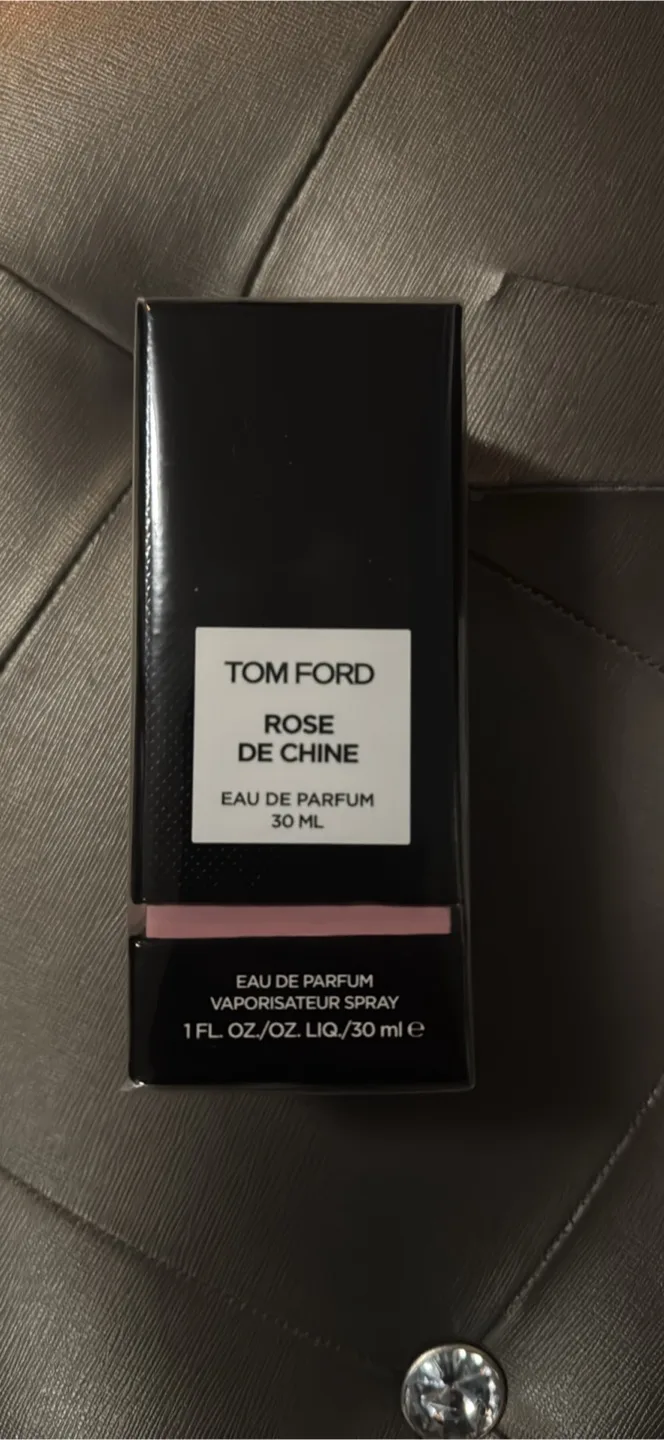 TOM FORD
ROSE
DE CHINE
EAU DE PARFUM
30 ML
EAU DE PARFUM
VAPORISATEUR SPRAY
1 FL. OZ./OZ. LIQ./30 ml ℮